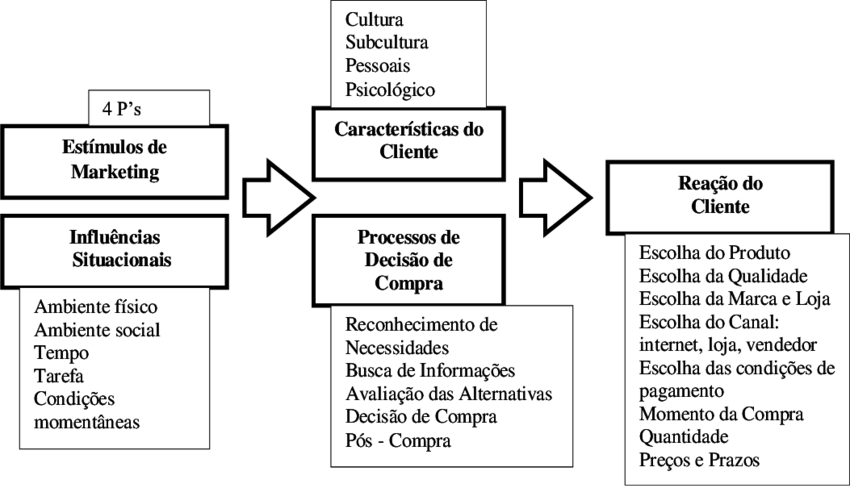 4 P's
Estímulos de
Marketing
Influências
Situacionais
Ambiente físico
Ambiente social
Tempo
Tarefa
Condições
momentâneas
Cultura
Subcultura
Pessoais
Psicológico
Características do
Cliente
Processos de
Decisão de
Compra
Reconhecimento de
Necessidades
Busca de Informações
Avaliação das Alternativas
Decisão de Compra
Pós - Compra
Reação do
Cliente
Escolha do Produto
Escolha da Qualidade
Escolha da Marca e Loja
Escolha do Canal:
internet, loja, vendedor
Escolha das condições de
pagamento
Momento da Compra
Quantidade
Preços e Prazos